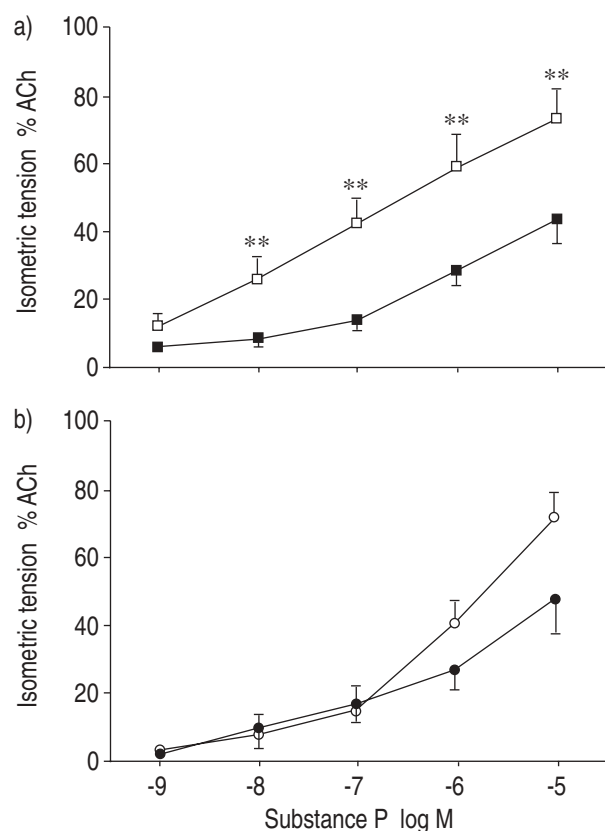 a)
Isometric tension % ACh
100
80
60
40
20
0
**
**
**
**
b)
Isometric tension % ACh
100
80
60
40
20
0
-9 -8 -7 -6 -5
Substance P log M